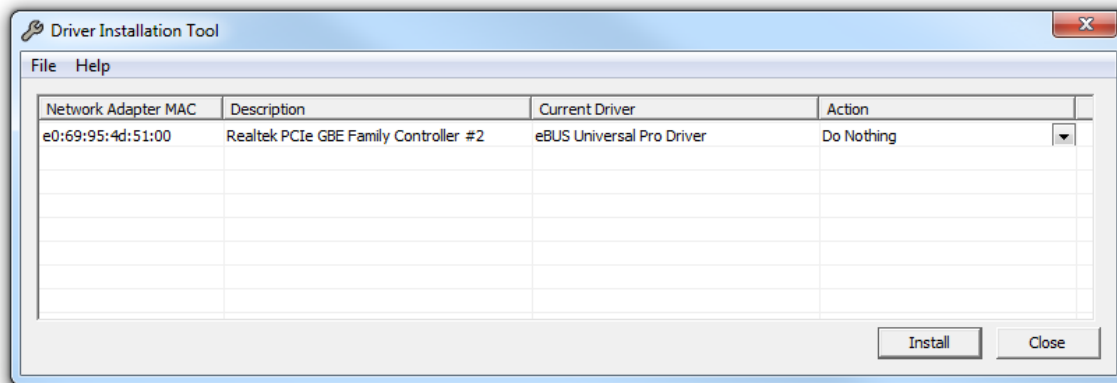 Driver Installation Tool
File Help
Network Adapter MAC Description Current Driver Action
e0:69:95:4d:51:00 Realtek PCIe GBE Family Controller #2 eBUS Universal Pro Driver Do Nothing
Install Close